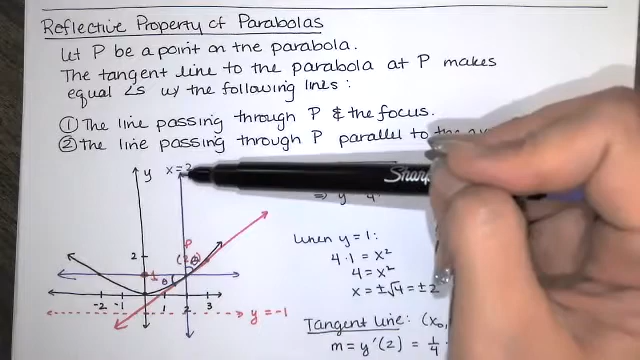 Reflective Property of Parabolas
Let P be a point on the parabola.
The tangent line to the parabola at P makes
equal ∠s w/ the following lines:
① The line passing through P & the focus.
② The line passing through P parallel to the
y
x=2
Sharp
⇒ y
2
P
θ
θ
-2
-1
1
2
3
y=-1
When y=1:
4·1 = x²
4 = x²
x = ±√4 = ±2
Tangent line: (x₀,
m = y'(2) = 1/4